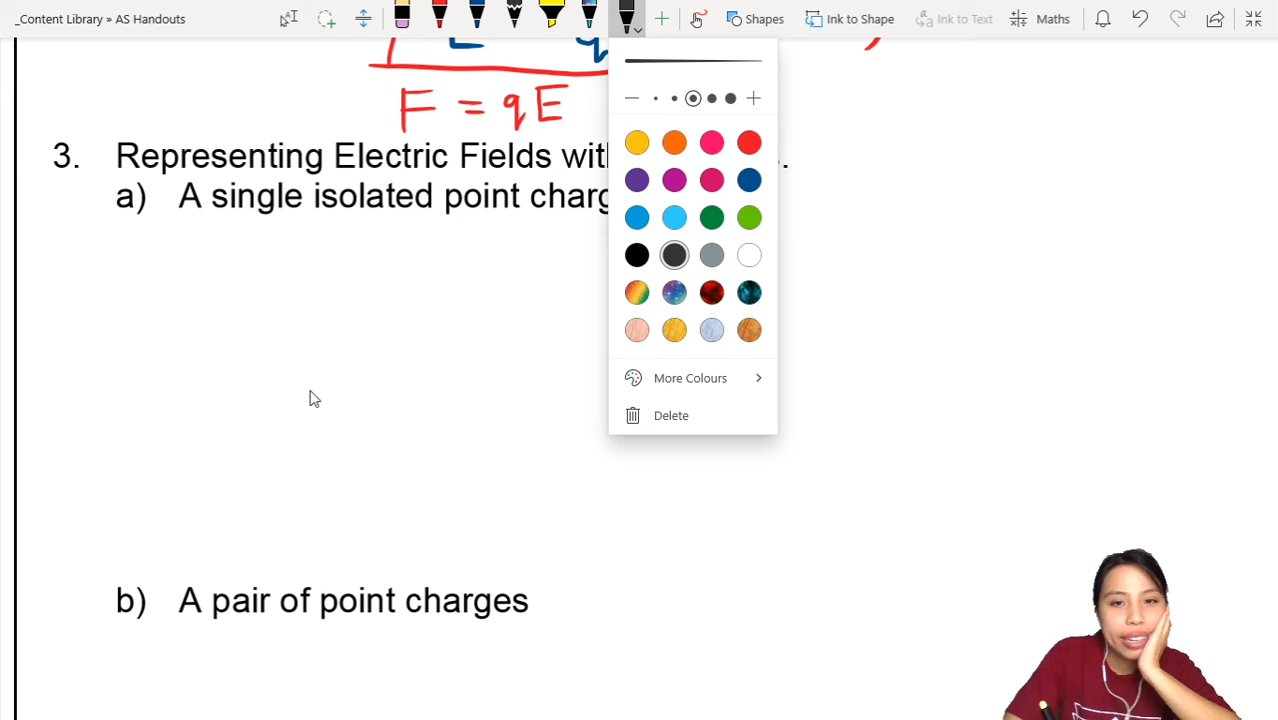 _Content Library » AS Handouts
Shapes
Ink to Shape
Ink to Text
Maths
F = qE
3. Representing Electric Fields with
a) A single isolated point charg
More Colours
Delete
b) A pair of point charges